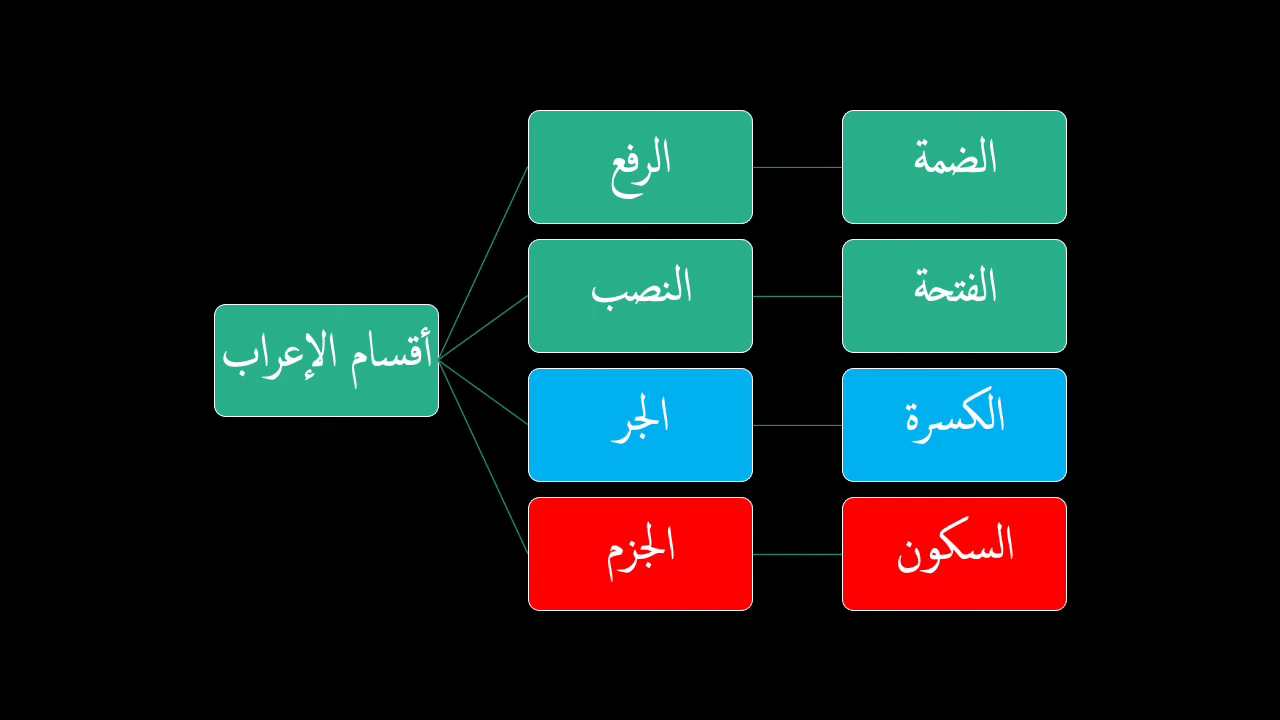 أقسام الإعراب
الرفع
الضمة
النصب
الفتحة
الجر
الكسرة
الجزم
السكون